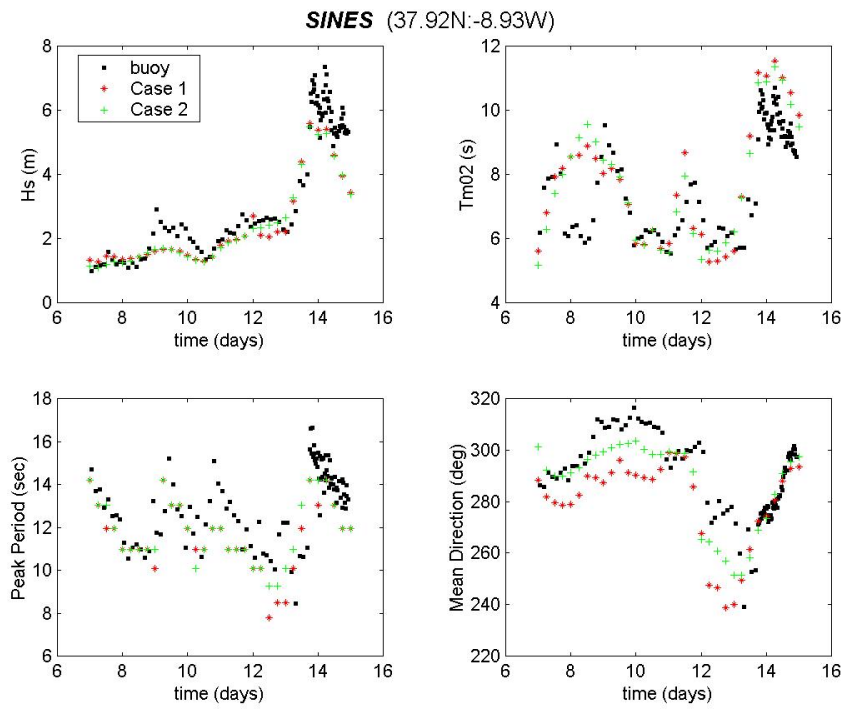 SINES (37.92N:-8.93W)
buoy
Case 1
Case 2
Hs (m)
12
10
8
6
4
2
0
6 8 10 12 14 16
time (days)
Tm02 (s)
12
10
8
6
4
6 8 10 12 14 16
time (days)
Peak Period (sec)
18
16
14
12
10
8
6
6 8 10 12 14 16
time (days)
Mean Direction (deg)
320
300
280
260
240
220
6 8 10 12 14 16
time (days)